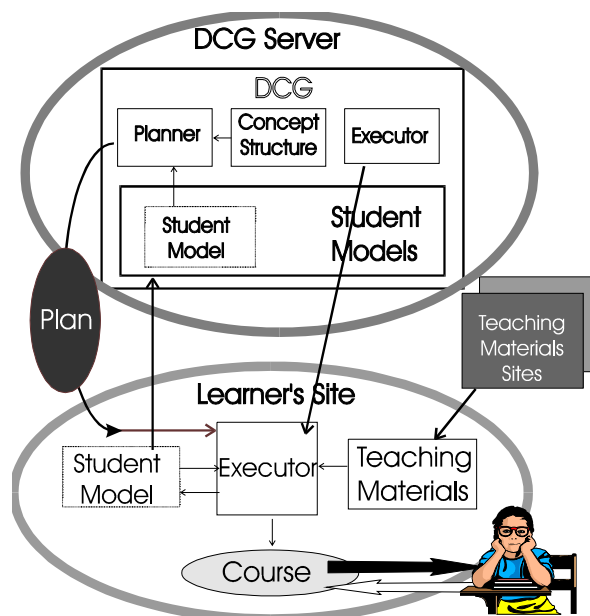 DCG Server
DCG
Planner
Concept
Structure
Executor
Student
Model
Student
Models
Plan
Teaching
Materials
Sites
Learner's Site
Student
Model
Executor
Teaching
Materials
Course